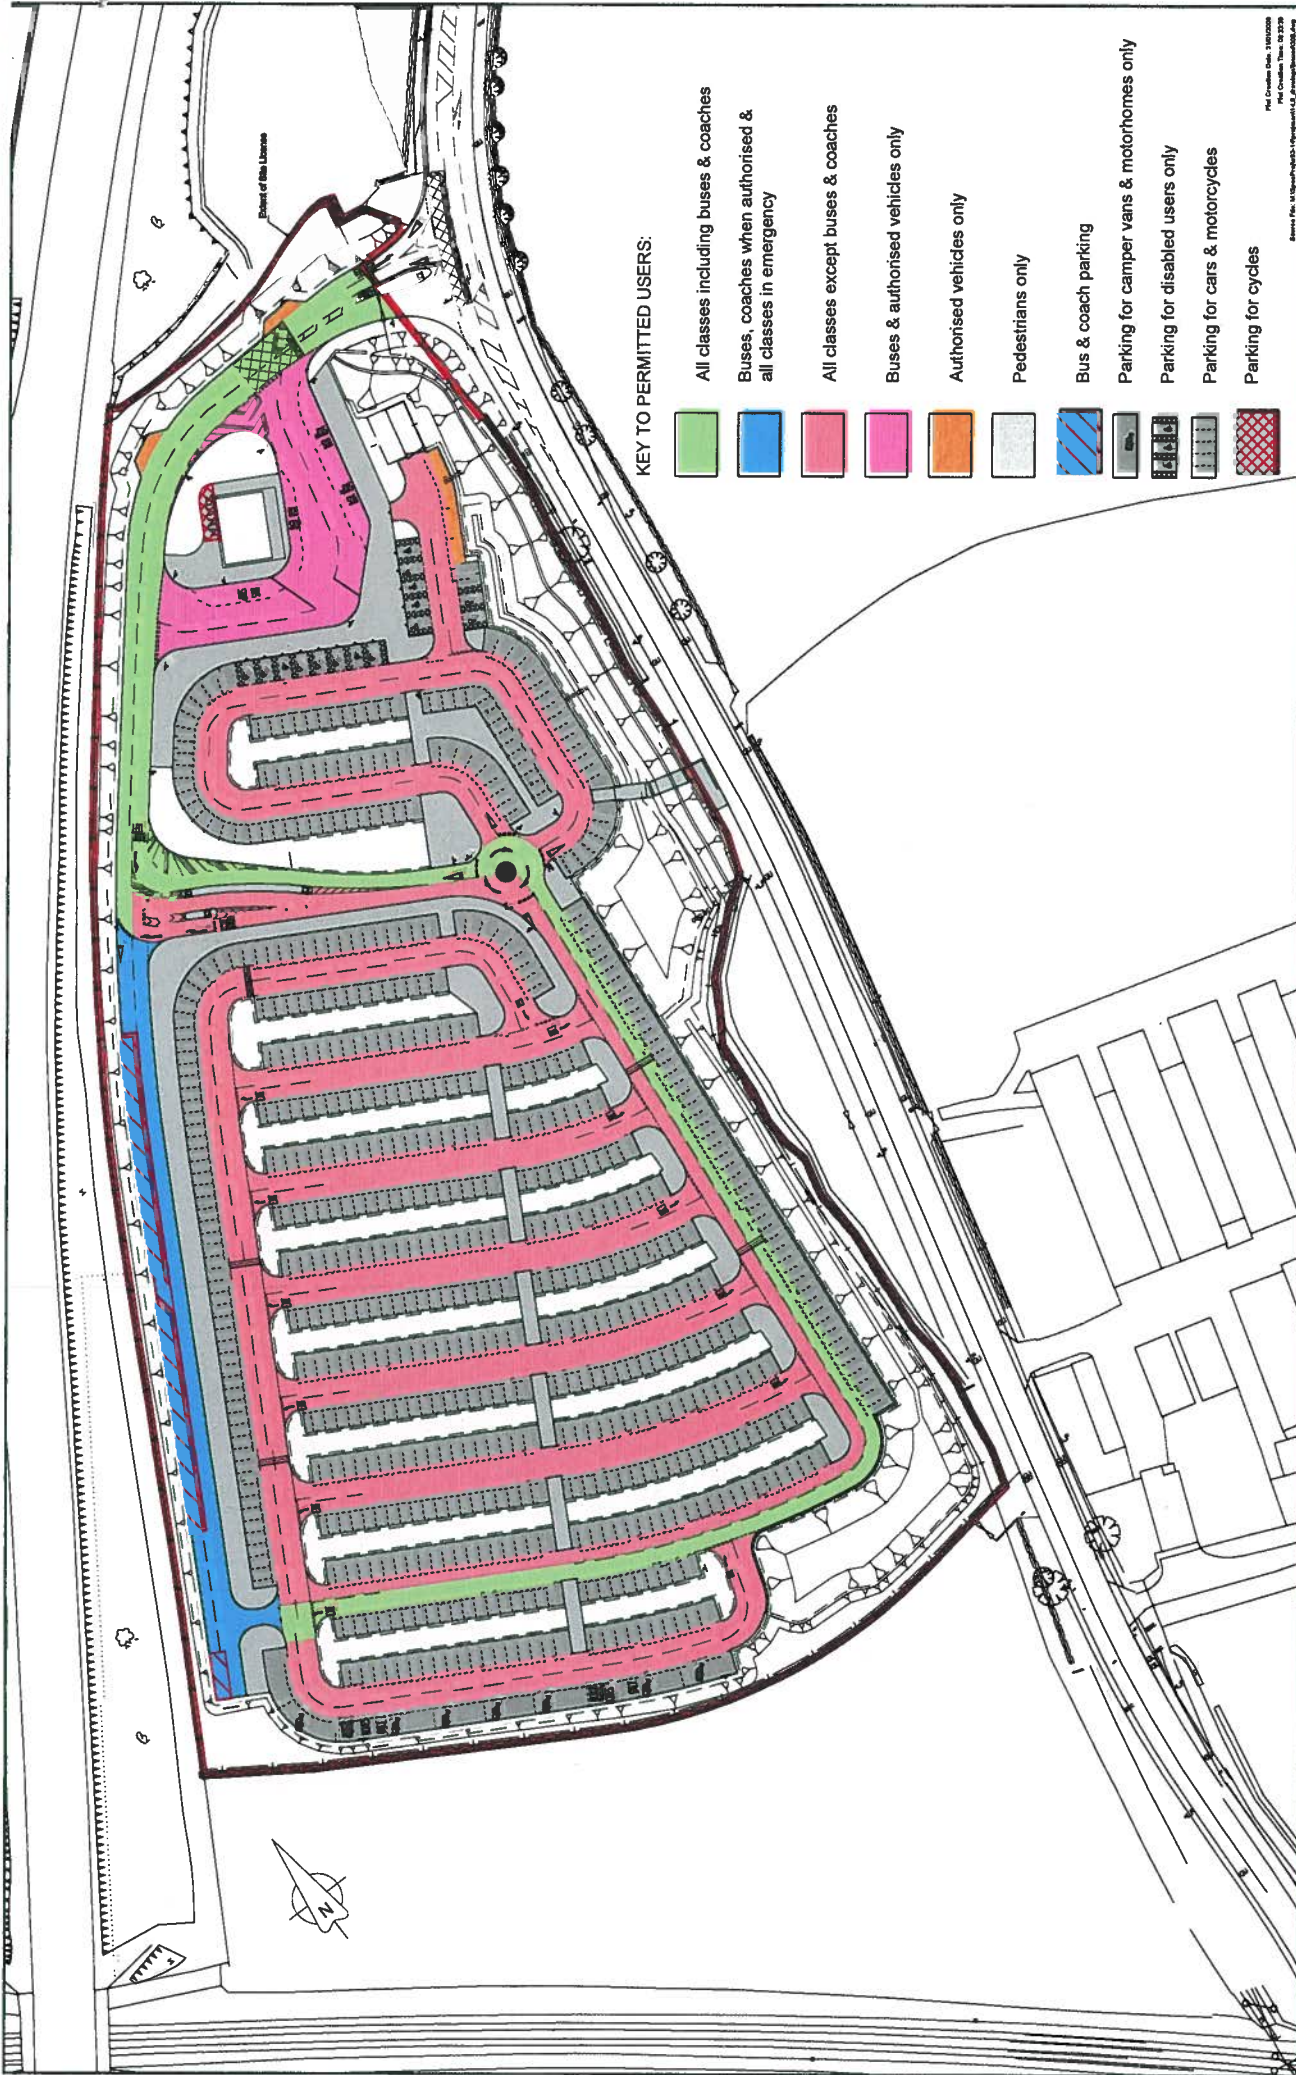 Extent of Site License
KEY TO PERMITTED USERS:
All classes including buses & coaches
Buses, coaches when authorised &
all classes in emergency
All classes except buses & coaches
Buses & authorised vehicles only
Authorised vehicles only
Pedestrians only
Bus & coach parking
Parking for camper vans & motorhomes only
Parking for disabled users only
Parking for cars & motorcycles
Parking for cycles
N